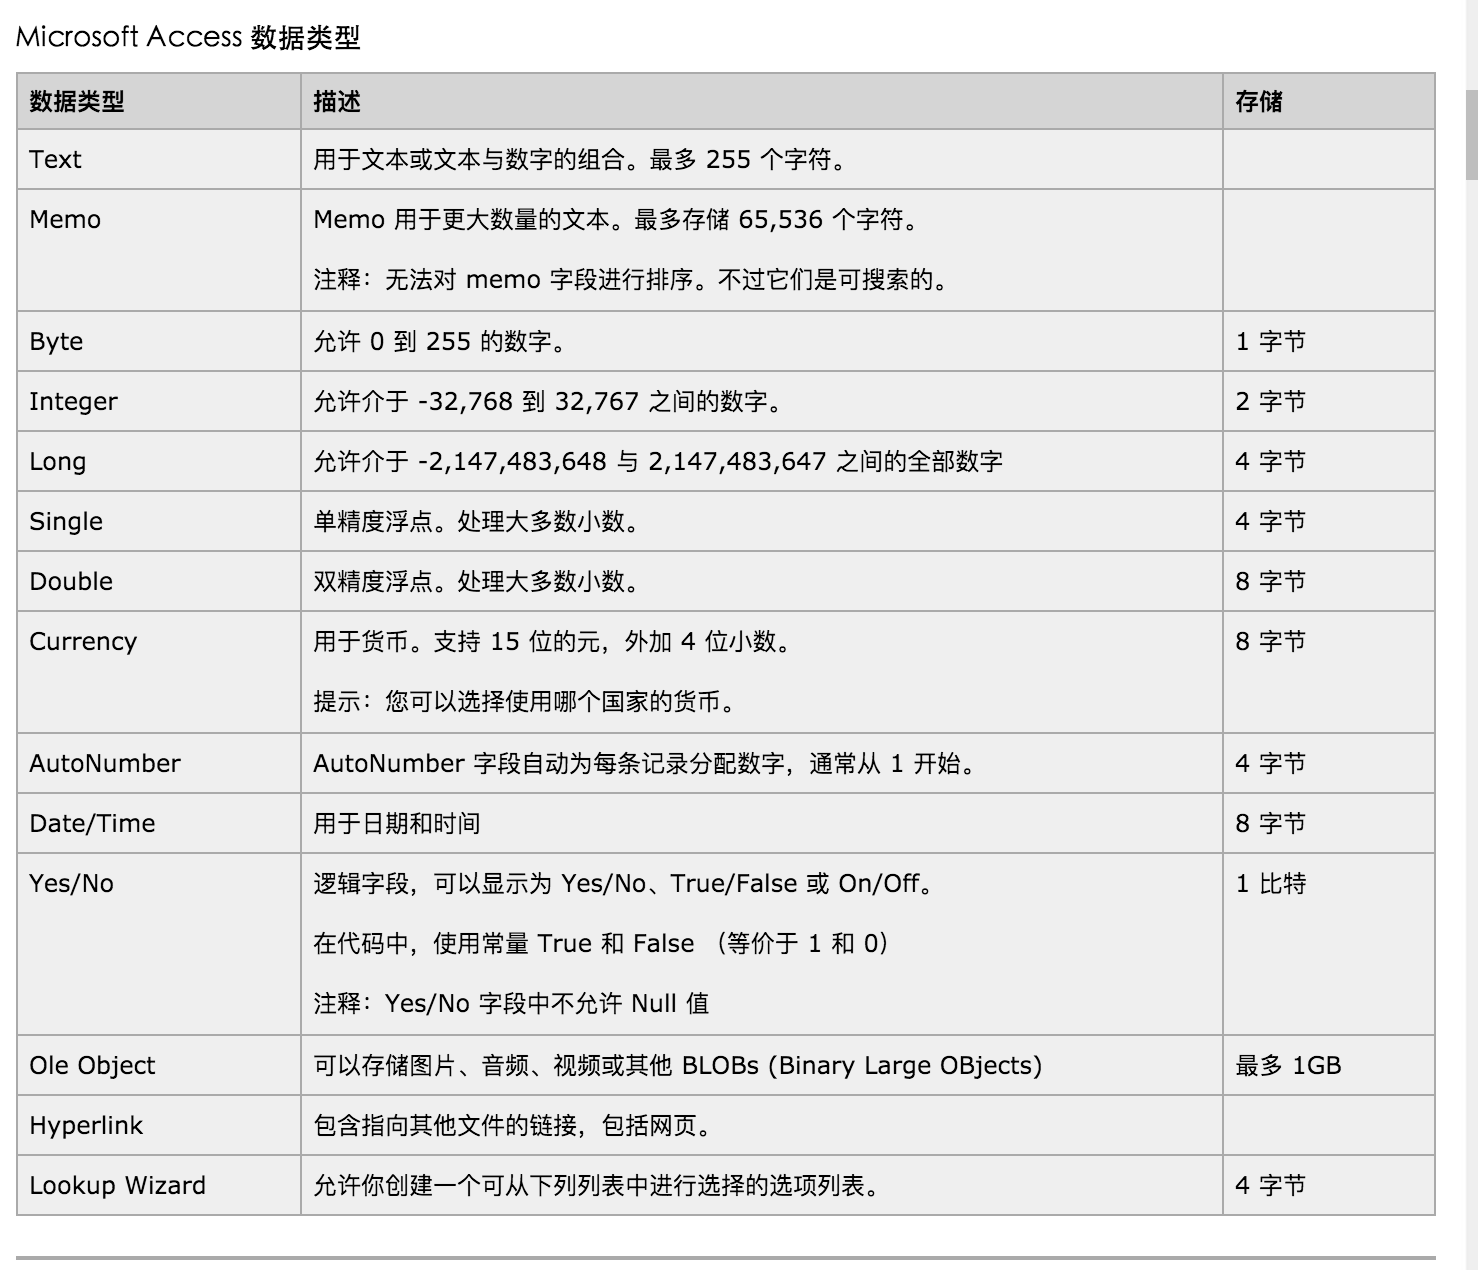 Microsoft Access 数据类型
数据类型 描述 存储
Text 用于文本或文本与数字的组合。最多 255 个字符。
Memo Memo 用于更大数量的文本。最多存储 65,536 个字符。
注释：无法对 memo 字段进行排序。不过它们是可搜索的。
Byte 允许 0 到 255 的数字。 1 字节
Integer 允许介于 -32,768 到 32,767 之间的数字。 2 字节
Long 允许介于 -2,147,483,648 与 2,147,483,647 之间的全部数字 4 字节
Single 单精度浮点。处理大多数小数。 4 字节
Double 双精度浮点。处理大多数小数。 8 字节
Currency 用于货币。支持 15 位的元，外加 4 位小数。 8 字节
提示：您可以选择使用哪个国家的货币。
AutoNumber AutoNumber 字段自动为每条记录分配数字，通常从 1 开始。 4 字节
Date/Time 用于日期和时间 8 字节
Yes/No 逻辑字段，可以显示为 Yes/No、True/False 或 On/Off。 1 比特
在代码中，使用常量 True 和 False （等价于 1 和 0）
注释：Yes/No 字段中不允许 Null 值
Ole Object 可以存储图片、音频、视频或其他 BLOBs (Binary Large OBjects) 最多 1GB
Hyperlink 包含指向其他文件的链接，包括网页。
Lookup Wizard 允许你创建一个可从下列列表中进行选择的选项列表。 4 字节